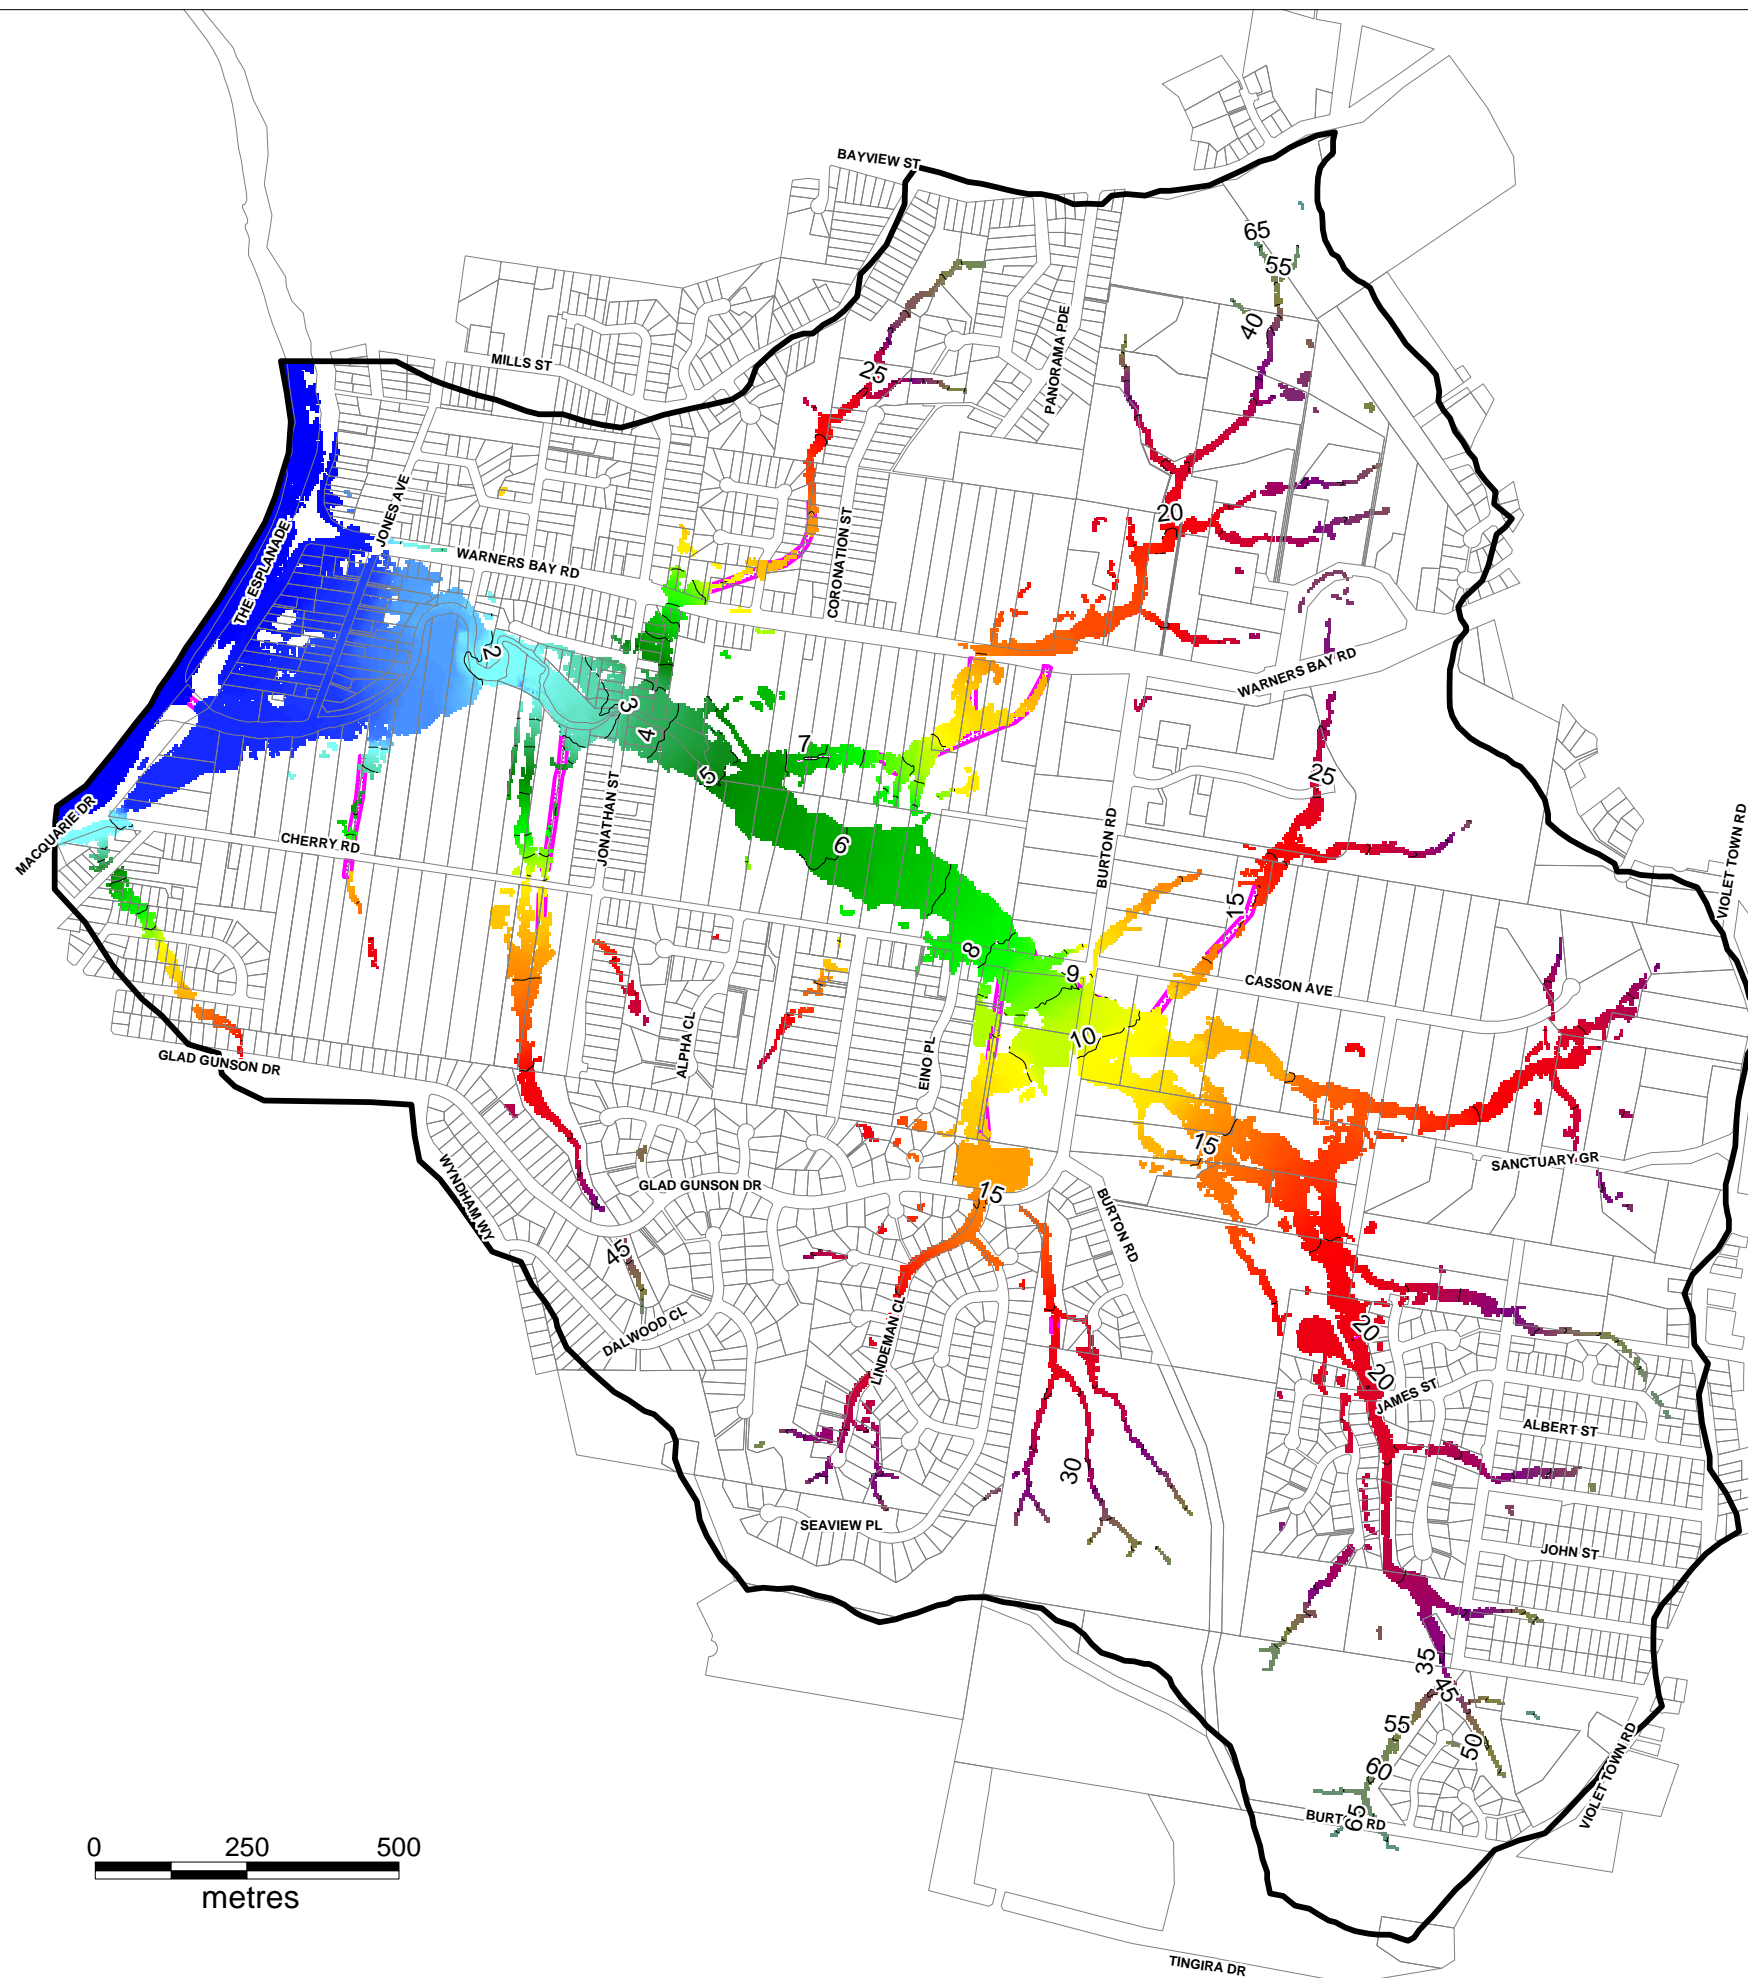 BAYVIEW ST
65
55
40
PANORAMA PDE
MILLS ST
25
JONES AVE
20
CORONATION ST
THE ESPLANADE
WARNERS BAY RD
2
WARNERS BAY RD
3
4
7
5
25
JONATHAN ST
MACQUARIE DR
CHERRY RD
6
BURTON RD
VIOLET TOWN RD
15
8
9
CASSON AVE
10
ALPHA CL
EINO PL
GLAD GUNSON DR
15
SANCTUARY GR
WYNDHAM WY
GLAD GUNSON DR
15
BURTON RD
45
DALWOOD CL
LINDEMAN CL
20
20
JAMES ST
ALBERT ST
30
SEAVIEW PL
JOHN ST
35
45
55
50
60
VIOLET TOWN RD
65
BURTON RD
0 250 500
metres
TINGIRA DR